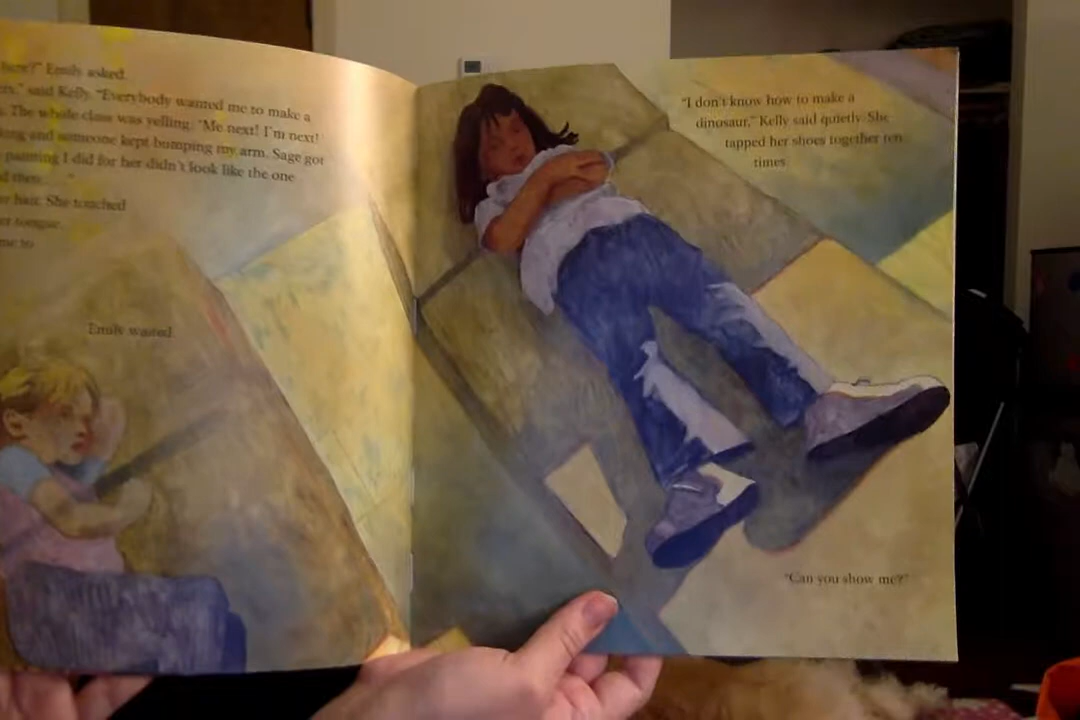 here?" Emily asked.
said Kelly. "Everybody wanted me to make a
The whole class was yelling: 'Me next! I'm next!'
king and someone kept bumping my arm. Sage got
painting I did for her didn't look like the one
d then. . . ."
hair. She touched
er tongue.
me to
Emily waited.
"I don't know how to make a
dinosaur," Kelly said quietly. She
tapped her shoes together ten
times.
"Can you show me?"